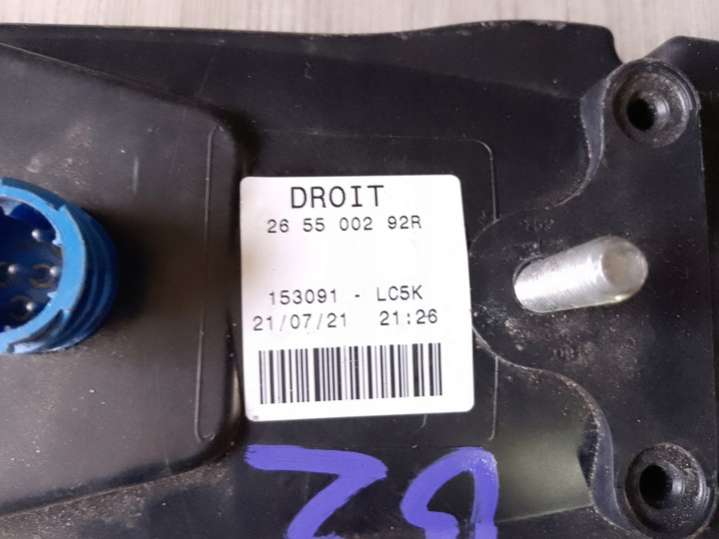 DROIT
26 55 002 92R
153091 - LC5K
21/07/21 21:26